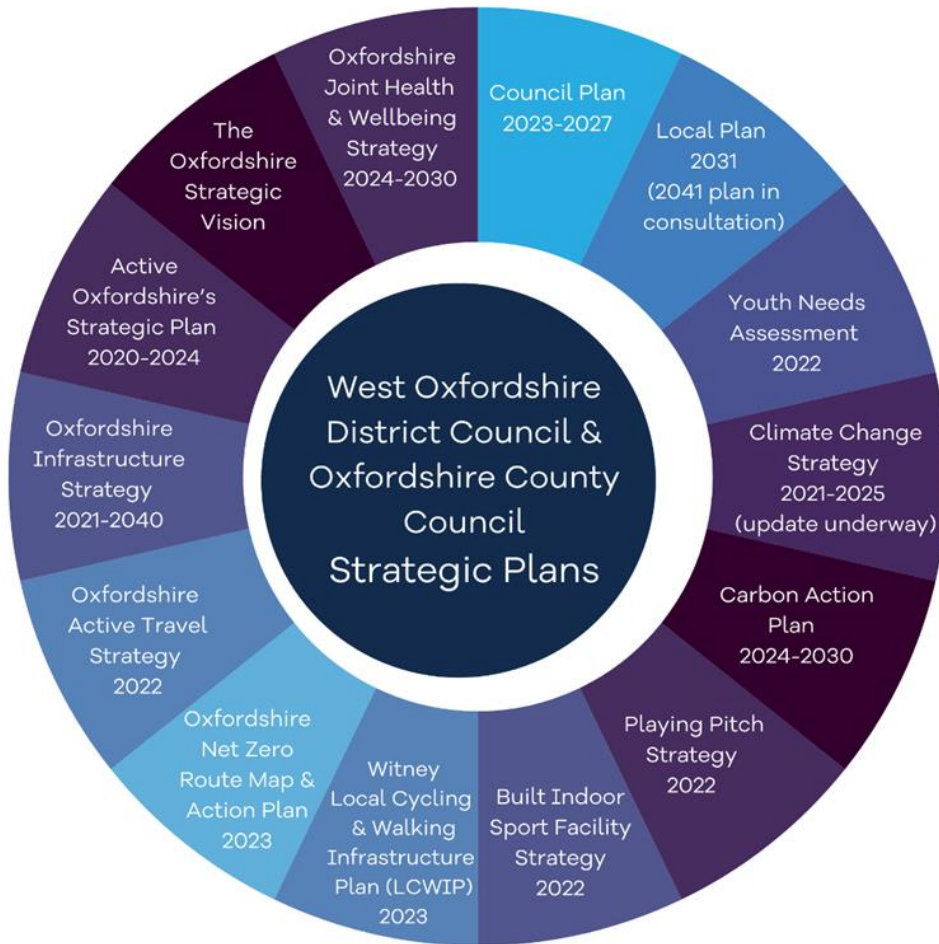 Council Plan
2023-2027
Local Plan
2031
(2041 plan in
consultation)
Youth Needs
Assessment
2022
Climate Change
Strategy
2021-2025
(update underway)
Carbon Action
Plan
2024-2030
Playing Pitch
Strategy
2022
Built Indoor
Sport Facility
Strategy
2022
Witney
Local Cycling
& Walking
Infrastructure
Plan (LCWIP)
2023
Oxfordshire
Net Zero
Route Map &
Action Plan
2023
Oxfordshire
Active Travel
Strategy
2022
Oxfordshire
Infrastructure
Strategy
2021-2040
Active
Oxfordshire's
Strategic Plan
2020-2024
The
Oxfordshire
Strategic
Vision
Oxfordshire
Joint Health
& Wellbeing
Strategy
2024-2030
West Oxfordshire
District Council &
Oxfordshire County
Council
Strategic Plans